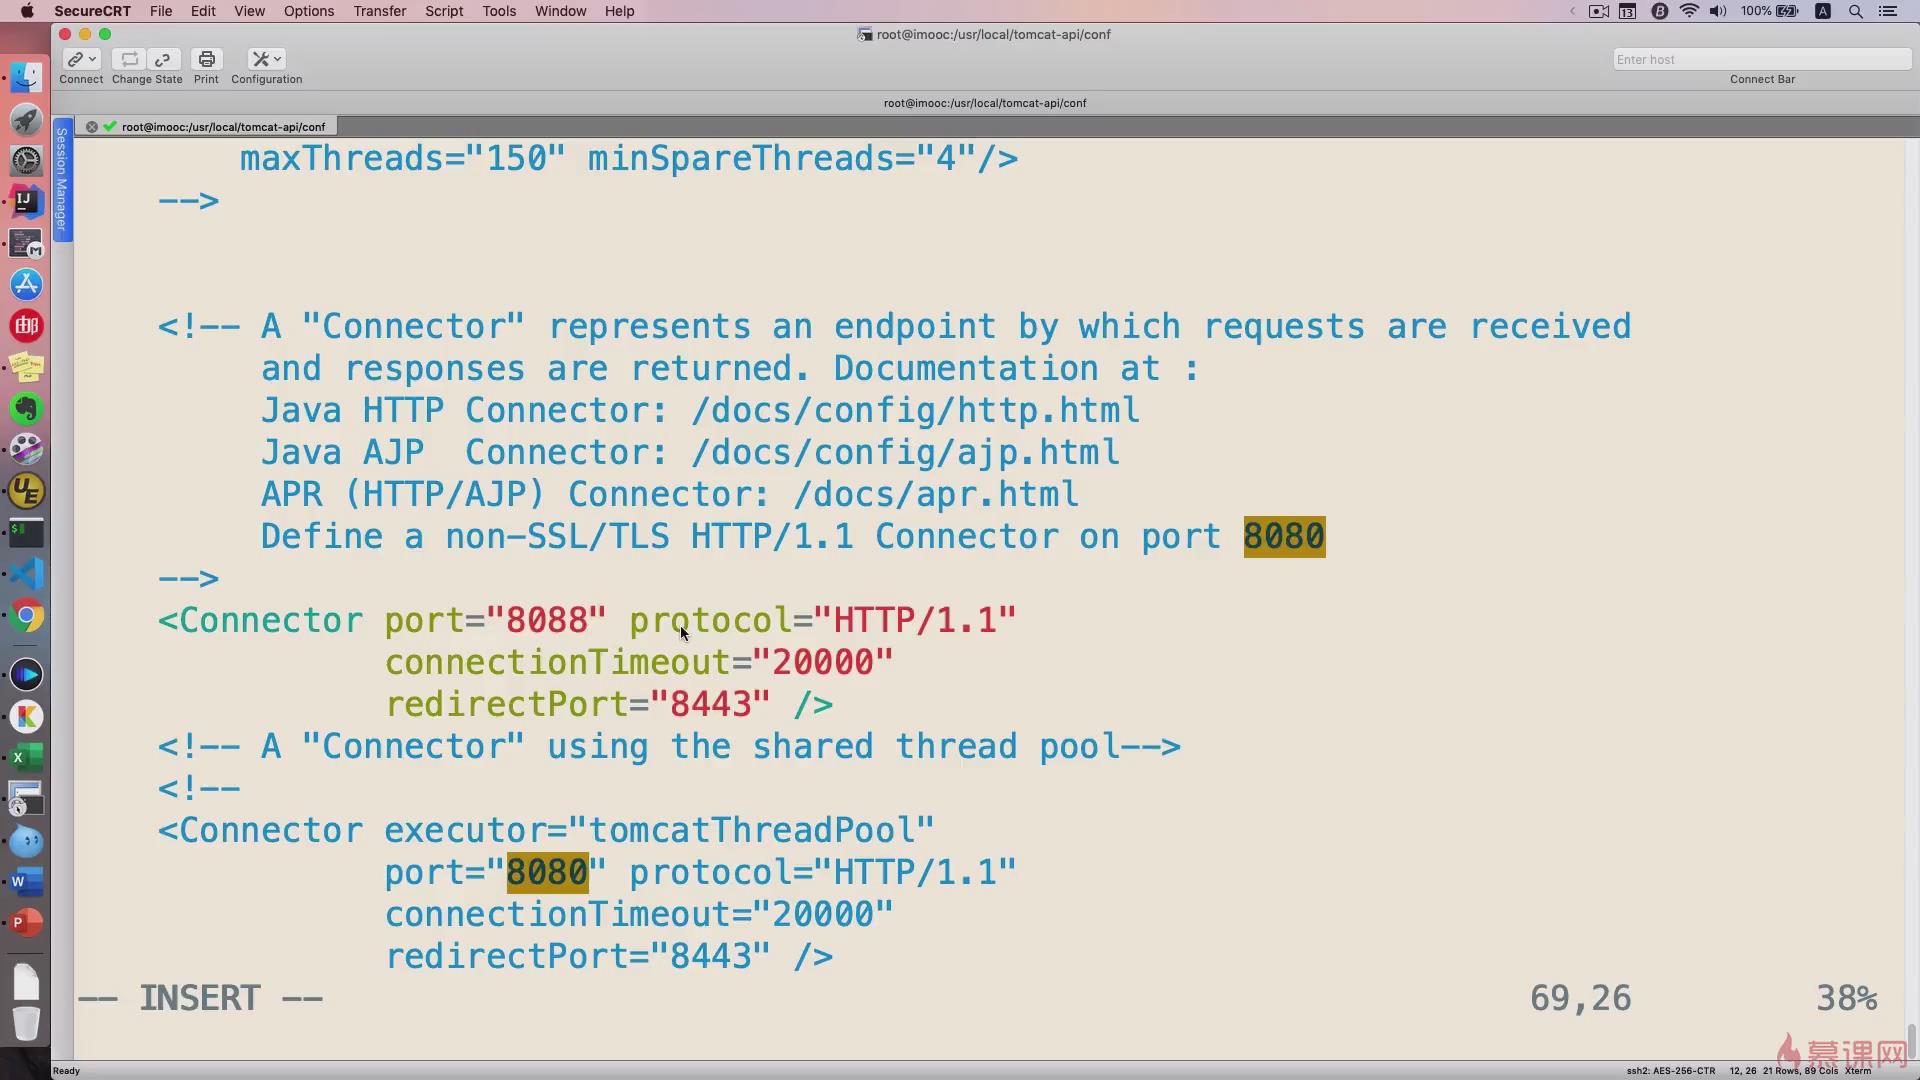 SecureCRT File Edit View Options Transfer Script Tools Window Help 13 100% A
root@imooc:/usr/local/tomcat-api/conf
Connect Change State Print Configuration
Enter host
Connect Bar
root@imooc:/usr/local/tomcat-api/conf
root@imooc:/usr/local/tomcat-api/conf
Session Manager
maxThreads="150" minSpareThreads="4"/>
-->
<!-- A "Connector" represents an endpoint by which requests are received
and responses are returned. Documentation at :
Java HTTP Connector: /docs/config/http.html
Java AJP  Connector: /docs/config/ajp.html
APR (HTTP/AJP) Connector: /docs/apr.html
Define a non-SSL/TLS HTTP/1.1 Connector on port 8080
-->
<Connector port="8088" protocol="HTTP/1.1"
connectionTimeout="20000"
redirectPort="8443" />
<!-- A "Connector" using the shared thread pool-->
<!--
<Connector executor="tomcatThreadPool"
port="8080" protocol="HTTP/1.1"
connectionTimeout="20000"
redirectPort="8443" />
-- INSERT -- 69,26 38%
慕课网
Ready ssh2: AES-256-CTR 12, 26 21 Rows, 89 Cols Xterm